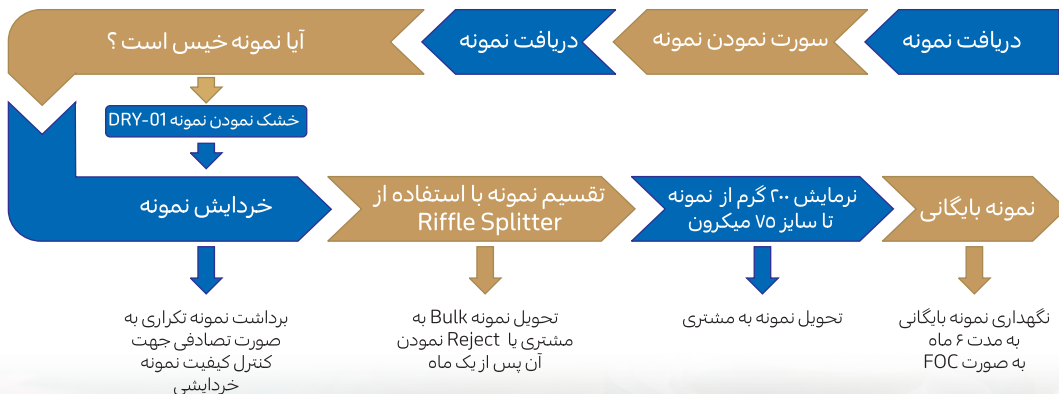 دریافت نمونه
سورت نمودن نمونه
دریافت نمونه
آیا نمونه خیس است ؟
خشک نمودن نمونه DRY-01
خردایش نمونه
تقسیم نمونه با استفاده از
Riffle Splitter
نرمایش ۲۰۰ گرم از نمونه
تا سایز ۷۵ میکرون
نمونه بایگانی
برداشت نمونه تکراری به
صورت تصادفی جهت
کنترل کیفیت نمونه
خردایشی
تحویل نمونه Bulk به
مشتری یا Reject نمودن
آن پس از یک ماه
تحویل نمونه به مشتری
نگهداری نمونه بایگانی
به مدت ۶ ماه
به صورت FOC